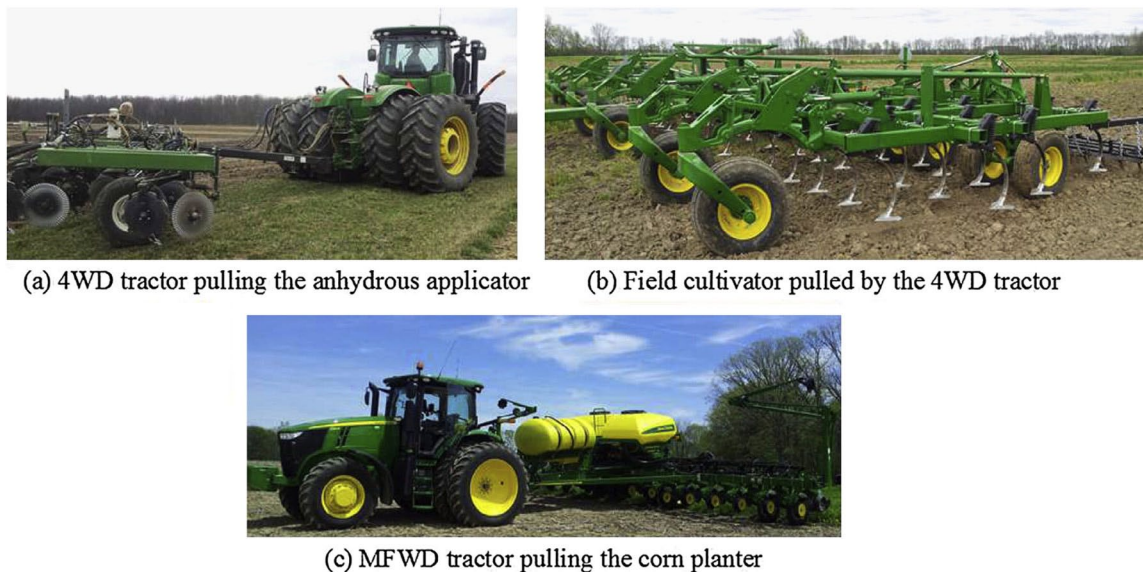 (a) 4WD tractor pulling the anhydrous applicator
(b) Field cultivator pulled by the 4WD tractor
(c) MFWD tractor pulling the corn planter